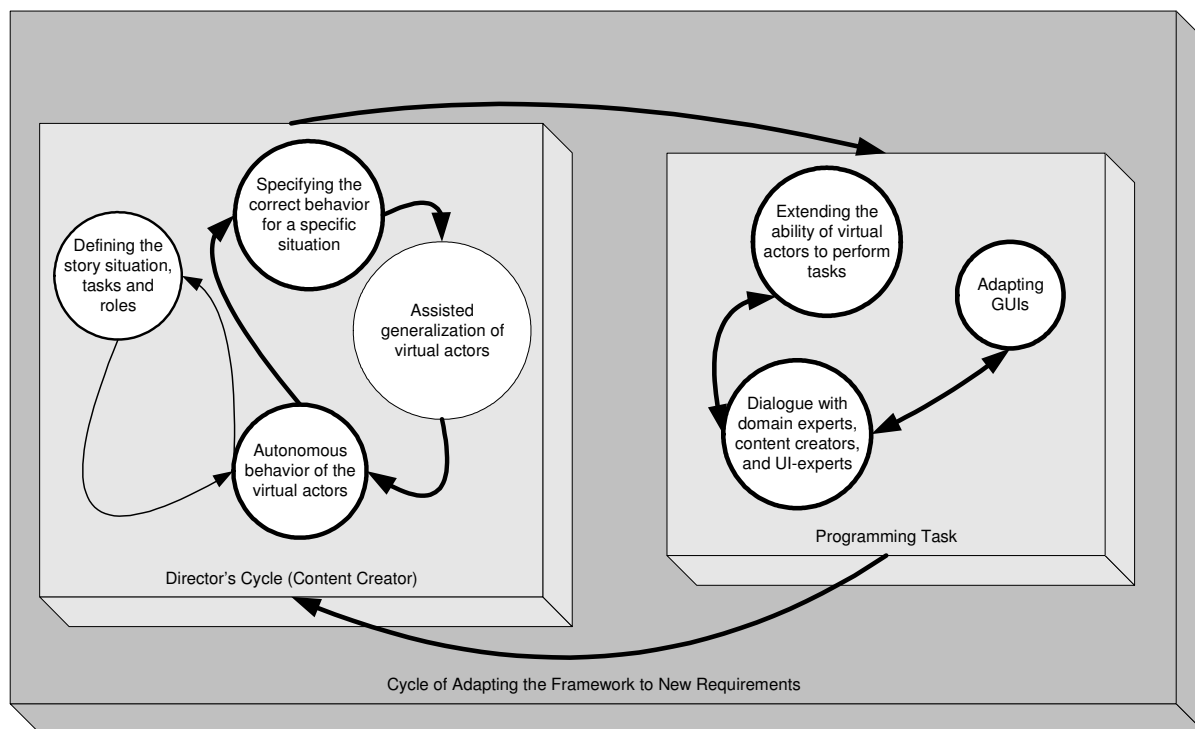 Specifying the
correct behavior
for a specific
situation
Defining the
story situation,
tasks and
roles
Assisted
generalization of
virtual actors
Autonomous
behavior of the
virtual actors
Director's Cycle (Content Creator)
Extending the
ability of virtual
actors to perform
tasks
Adapting
GUIs
Dialogue with
domain experts,
content creators,
and UI-experts
Programming Task
Cycle of Adapting the Framework to New Requirements